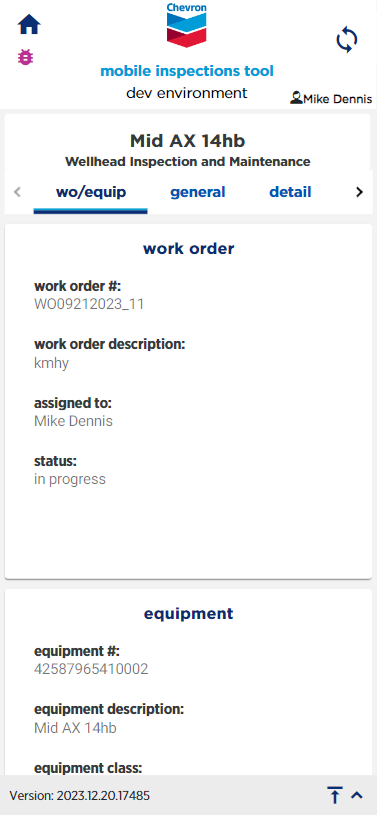 Chevron
mobile inspections tool
dev environment
Mike Dennis
Mid AX 14hb
Wellhead Inspection and Maintenance
wo/equip general detail
work order
work order #:
WO09212023_11
work order description:
kmhy
assigned to:
Mike Dennis
status:
in progress
equipment
equipment #:
42587965410002
equipment description:
Mid AX 14hb
equipment class:
Version: 2023.12.20.17485